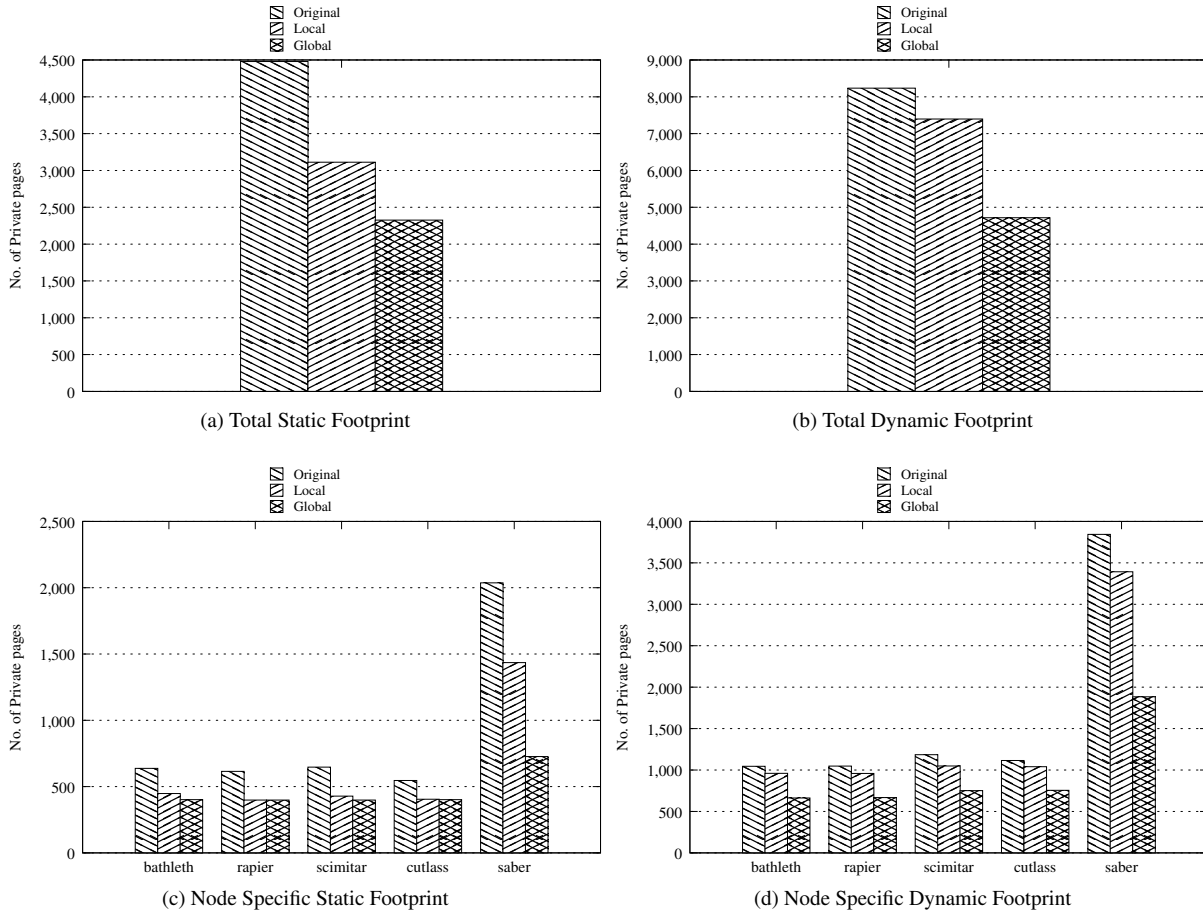 Original
Local
Global
4,500
4,000
3,500
3,000
2,500
2,000
1,500
1,000
500
0
No. of Private pages
(a) Total Static Footprint
Original
Local
Global
9,000
8,000
7,000
6,000
5,000
4,000
3,000
2,000
1,000
0
No. of Private pages
(b) Total Dynamic Footprint
Original
Local
Global
2,500
2,000
1,500
1,000
500
0
No. of Private pages
bathleth rapier scimitar cutlass saber
(c) Node Specific Static Footprint
Original
Local
Global
4,000
3,500
3,000
2,500
2,000
1,500
1,000
500
0
No. of Private pages
bathleth rapier scimitar cutlass saber
(d) Node Specific Dynamic Footprint